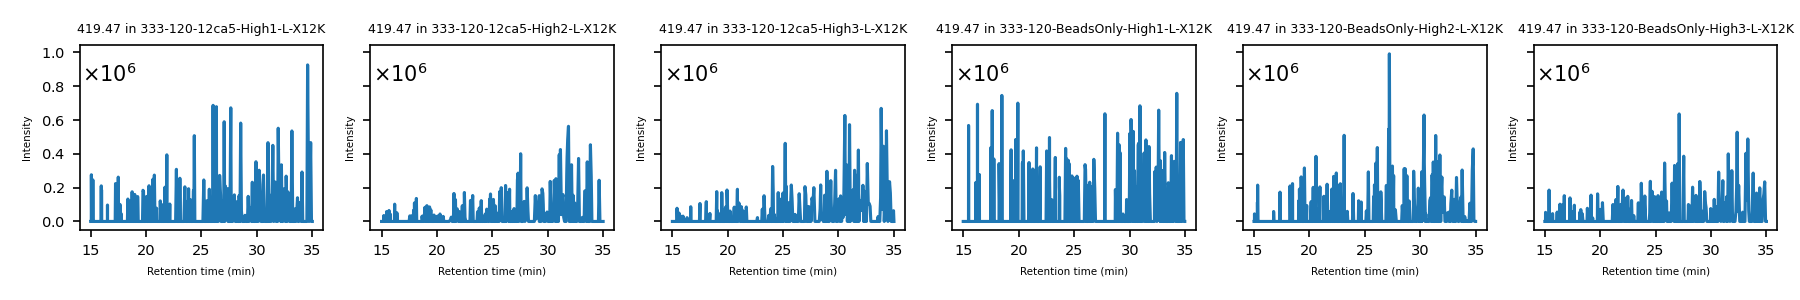 419.47 in 333-120-12ca5-High1-L-X12K
419.47 in 333-120-12ca5-High2-L-X12K
419.47 in 333-120-12ca5-High3-L-X12K
419.47 in 333-120-BeadsOnly-High1-L-X12K
419.47 in 333-120-BeadsOnly-High2-L-X12K
419.47 in 333-120-BeadsOnly-High3-L-X12K
×10⁶
×10⁶
×10⁶
×10⁶
×10⁶
×10⁶
1.0
0.8
0.6
0.4
0.2
0.0
Intensity
Intensity
Intensity
Intensity
Intensity
Intensity
15 20 25 30 35
15 20 25 30 35
15 20 25 30 35
15 20 25 30 35
15 20 25 30 35
15 20 25 30 35
Retention time (min)
Retention time (min)
Retention time (min)
Retention time (min)
Retention time (min)
Retention time (min)